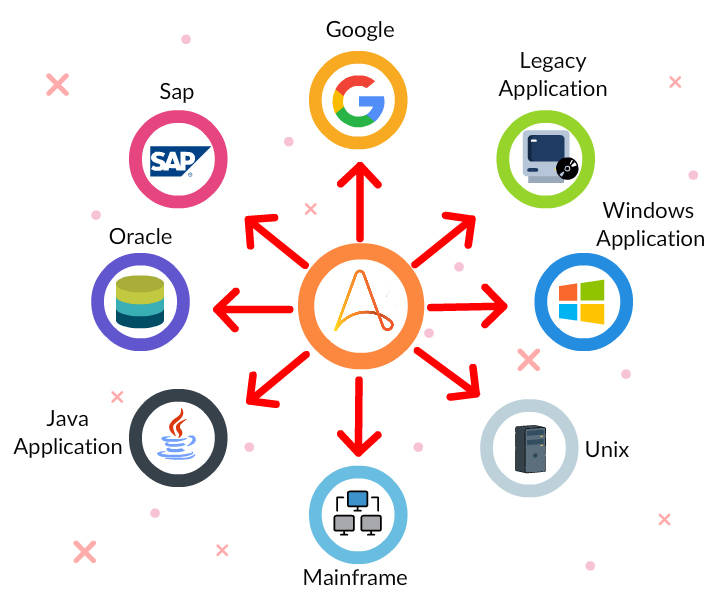 Google
Legacy
Application
Sap
SAP
®
Windows
Application
Oracle
Java
Application
Unix
Mainframe